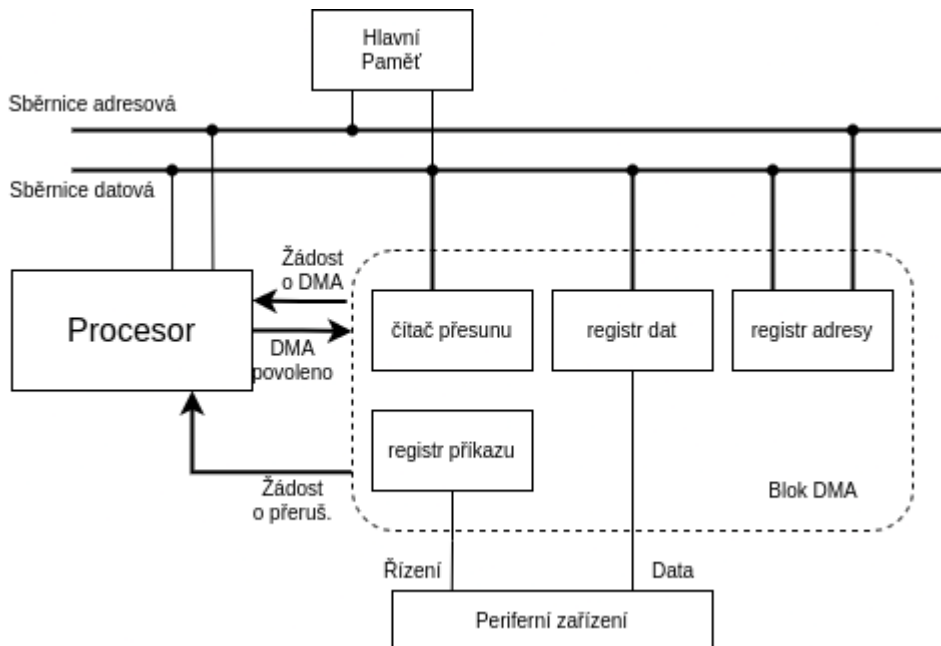 Hlavní
Paměť
Sběrnice adresová
Sběrnice datová
Žádost
o DMA
Procesor
DMA
povoleno
čítač přesunu
registr dat
registr adresy
registr příkazu
Blok DMA
Žádost
o přeruš.
Řízení
Data
Periferní zařízení